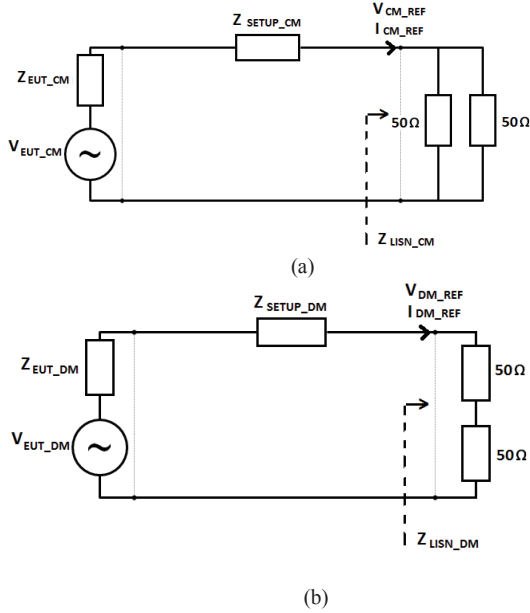 Z SETUP_CM
V CM_REF
I CM_REF
Z EUT_CM
50Ω
50Ω
V EUT_CM
~
Z LISN_CM
(a)
Z SETUP_DM
V DM_REF
I DM_REF
Z EUT_DM
50Ω
V EUT_DM
~
50Ω
Z LISN_DM
(b)